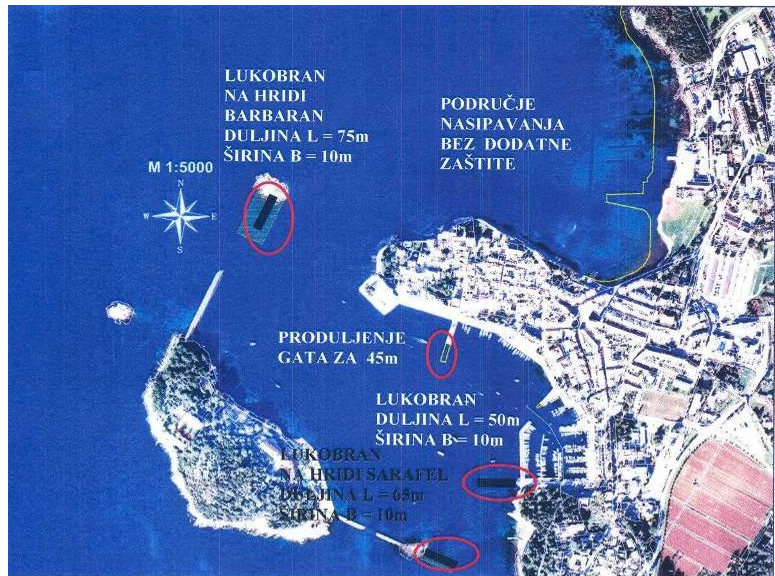 LUKOBRAN
NA HRIDI
BARBARAN
DULJINA L = 75m
ŠIRINA B = 10m
PODRUČJE
NASIPAVANJA
BEZ DODATNE
ZAŠTITE
M 1:5000
N
W
E
S
PRODULJENJE
GATA ZA 45m
LUKOBRAN
DULJINA L = 50m
ŠIRINA B = 10m
LUKOBRAN
NA HRIDI SARAFEL
DULJINA L = 65m
ŠIRINA B = 10m